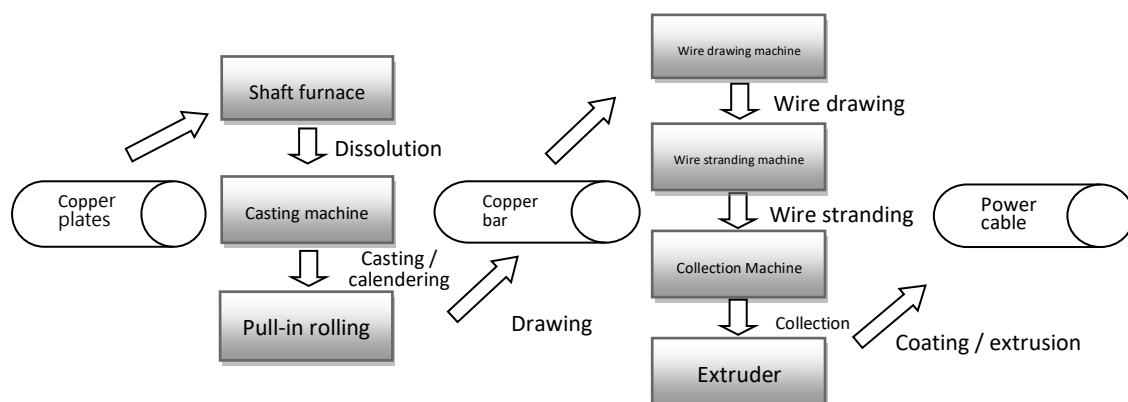 Copper
plates
Shaft furnace
Dissolution
Casting machine
Casting /
calendering
Pull-in rolling
Drawing
Copper
bar
Wire drawing machine
Wire drawing
Wire stranding machine
Wire stranding
Collection Machine
Collection
Extruder
Coating / extrusion
Power
cable